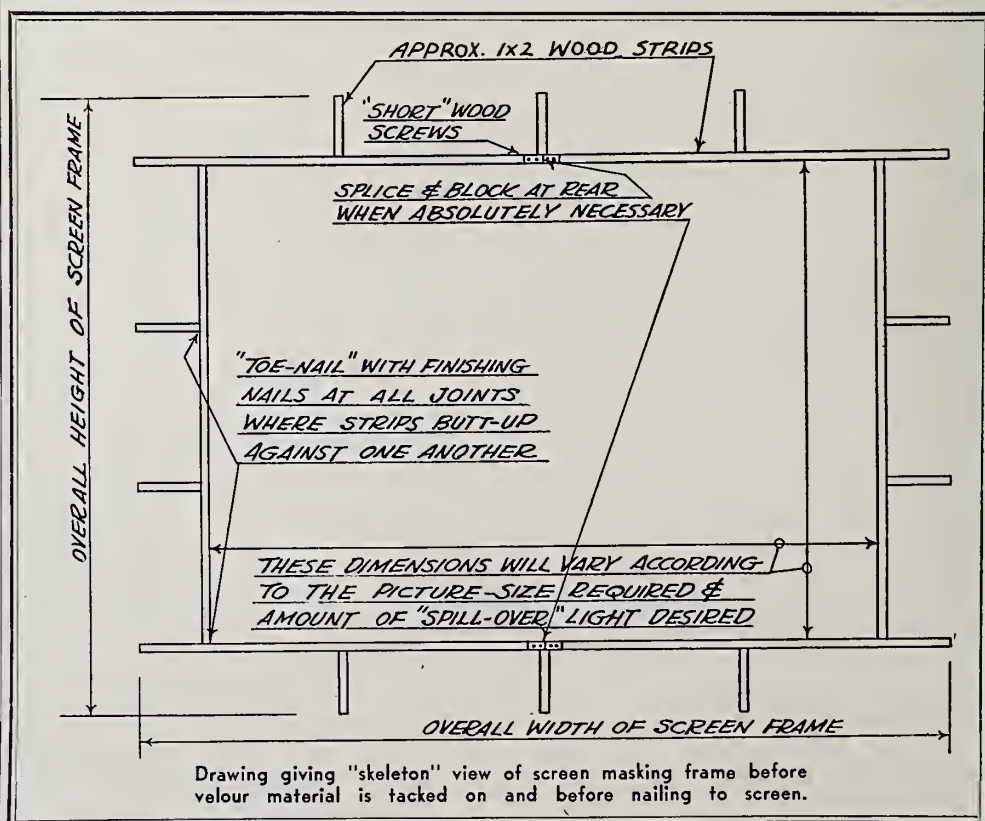 APPROX. 1x2 WOOD STRIPS
"SHORT" WOOD
SCREWS
SPLICE & BLOCK AT REAR
WHEN ABSOLUTELY NECESSARY
OVERALL HEIGHT OF SCREEN FRAME
"TOE-NAIL" WITH FINISHING
NAILS AT ALL JOINTS
WHERE STRIPS BUTT-UP
AGAINST ONE ANOTHER
THESE DIMENSIONS WILL VARY ACCORDING
TO THE PICTURE-SIZE REQUIRED &
AMOUNT OF "SPILL-OVER" LIGHT DESIRED
OVERALL WIDTH OF SCREEN FRAME
Drawing giving "skeleton" view of screen masking frame before
velour material is tacked on and before nailing to screen.